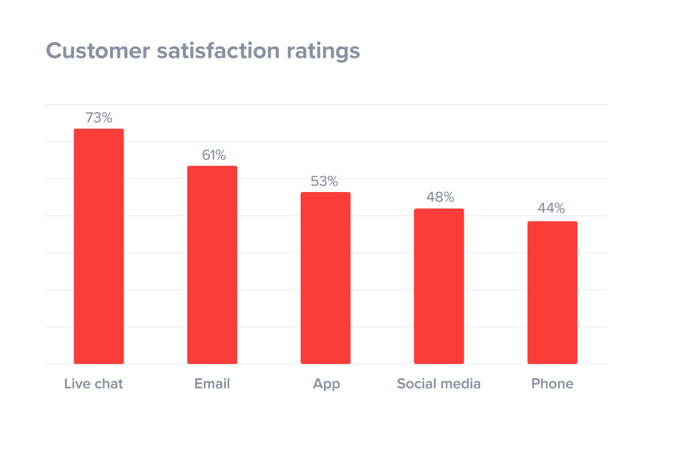 Customer satisfaction ratings
73%
61%
53%
48%
44%
Live chat
Email
App
Social media
Phone